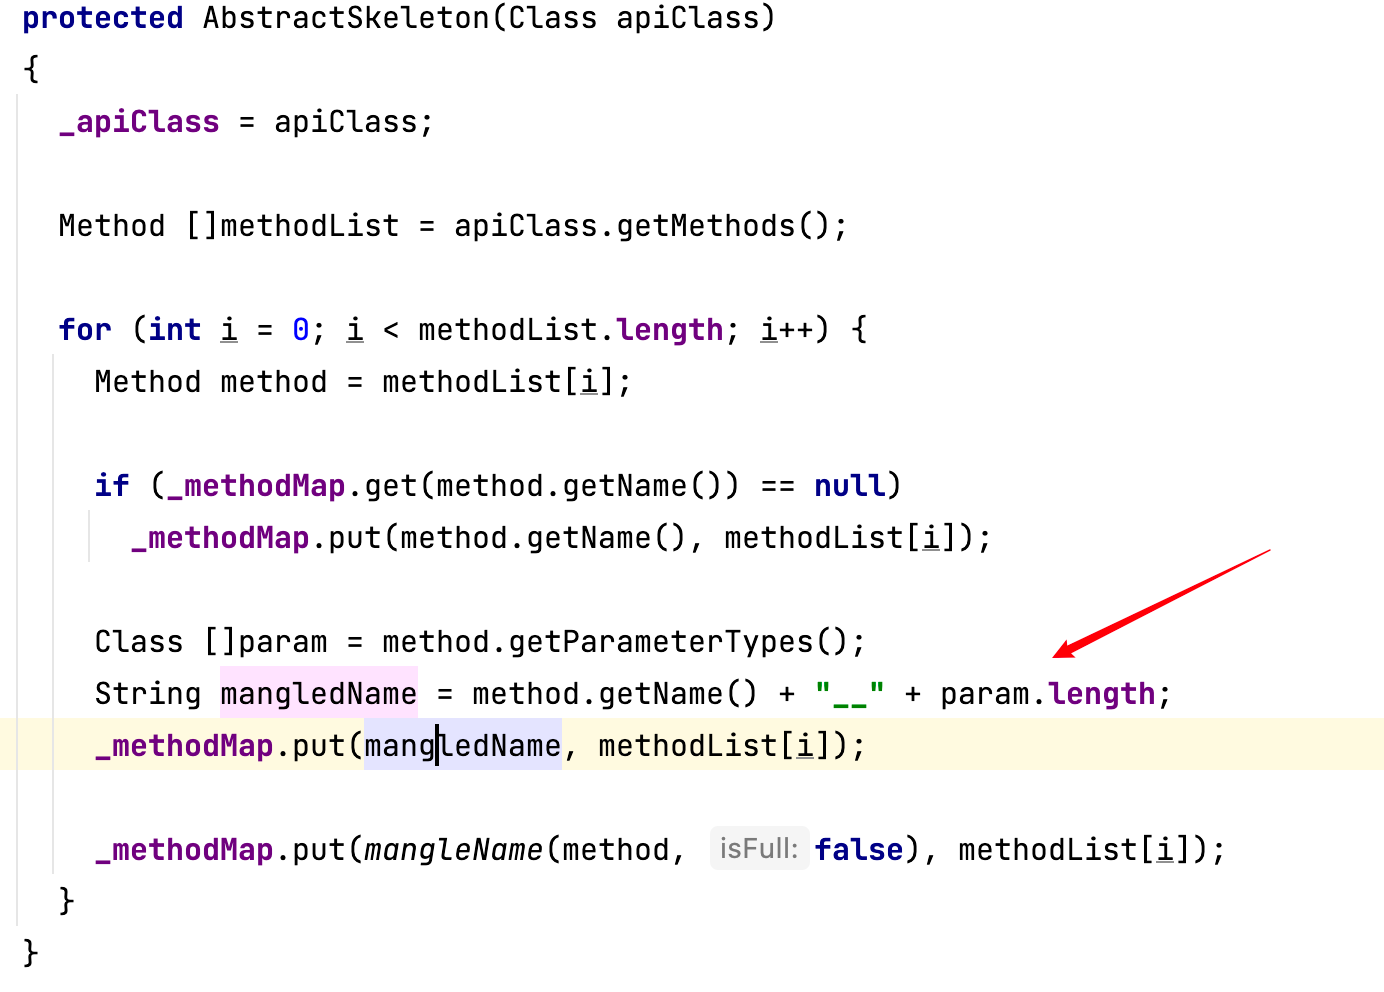 protected AbstractSkeleton(Class apiClass)
{
_apiClass = apiClass;
Method []methodList = apiClass.getMethods();
for (int i = 0; i < methodList.length; i++) {
Method method = methodList[i];
if (_methodMap.get(method.getName()) == null)
_methodMap.put(method.getName(), methodList[i]);
Class []param = method.getParameterTypes();
String mangledName = method.getName() + "__" + param.length;
_methodMap.put(mangledName, methodList[i]);
_methodMap.put(mangleName(method, isFull: false), methodList[i]);
}
}